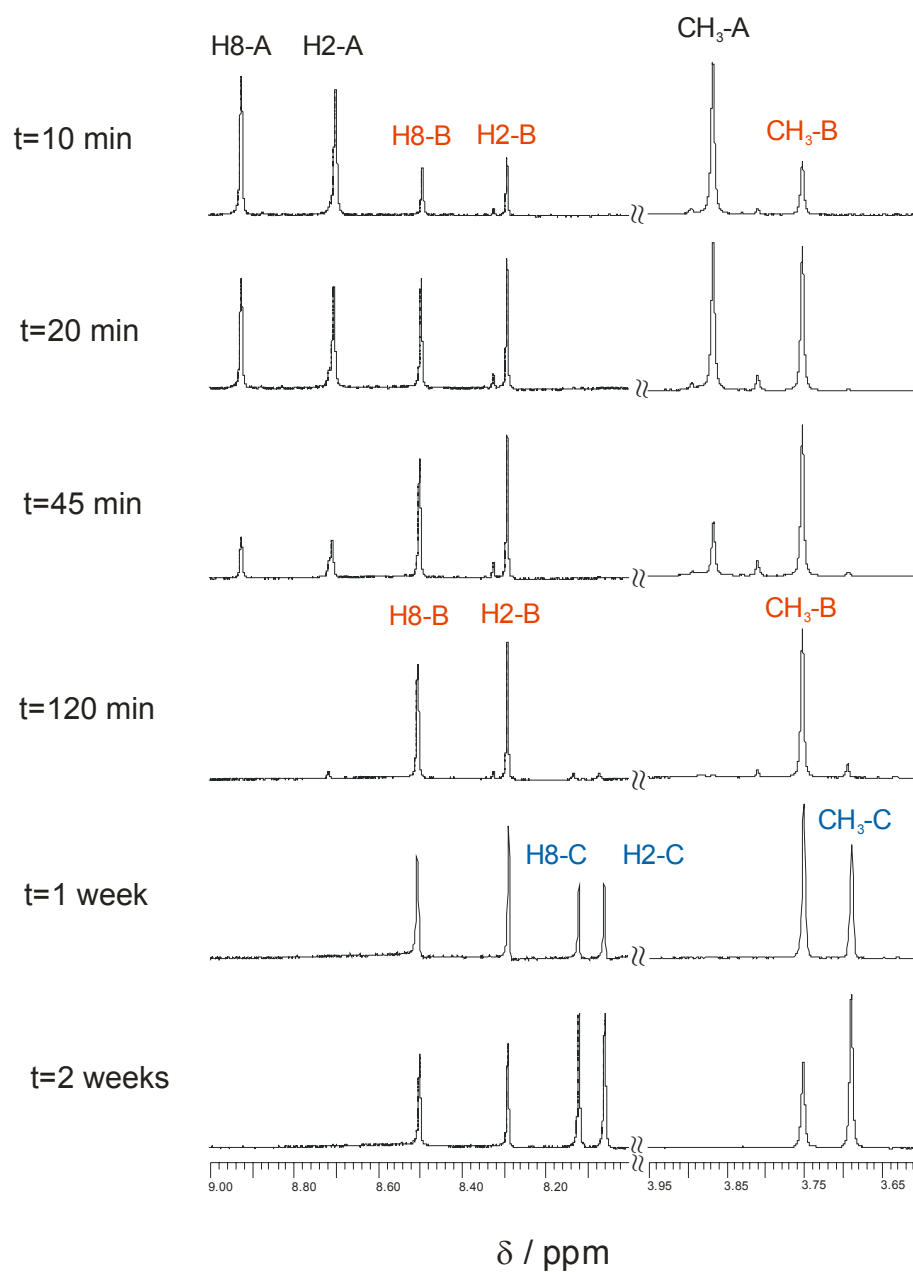 H8-A H2-A CH₃-A
t=10 min H8-B H2-B CH₃-B
t=20 min
t=45 min
H8-B H2-B CH₃-B
t=120 min
CH₃-C
H8-C H2-C
t=1 week
t=2 weeks
9.00 8.80 8.60 8.40 8.20 3.95 3.85 3.75 3.65
δ / ppm